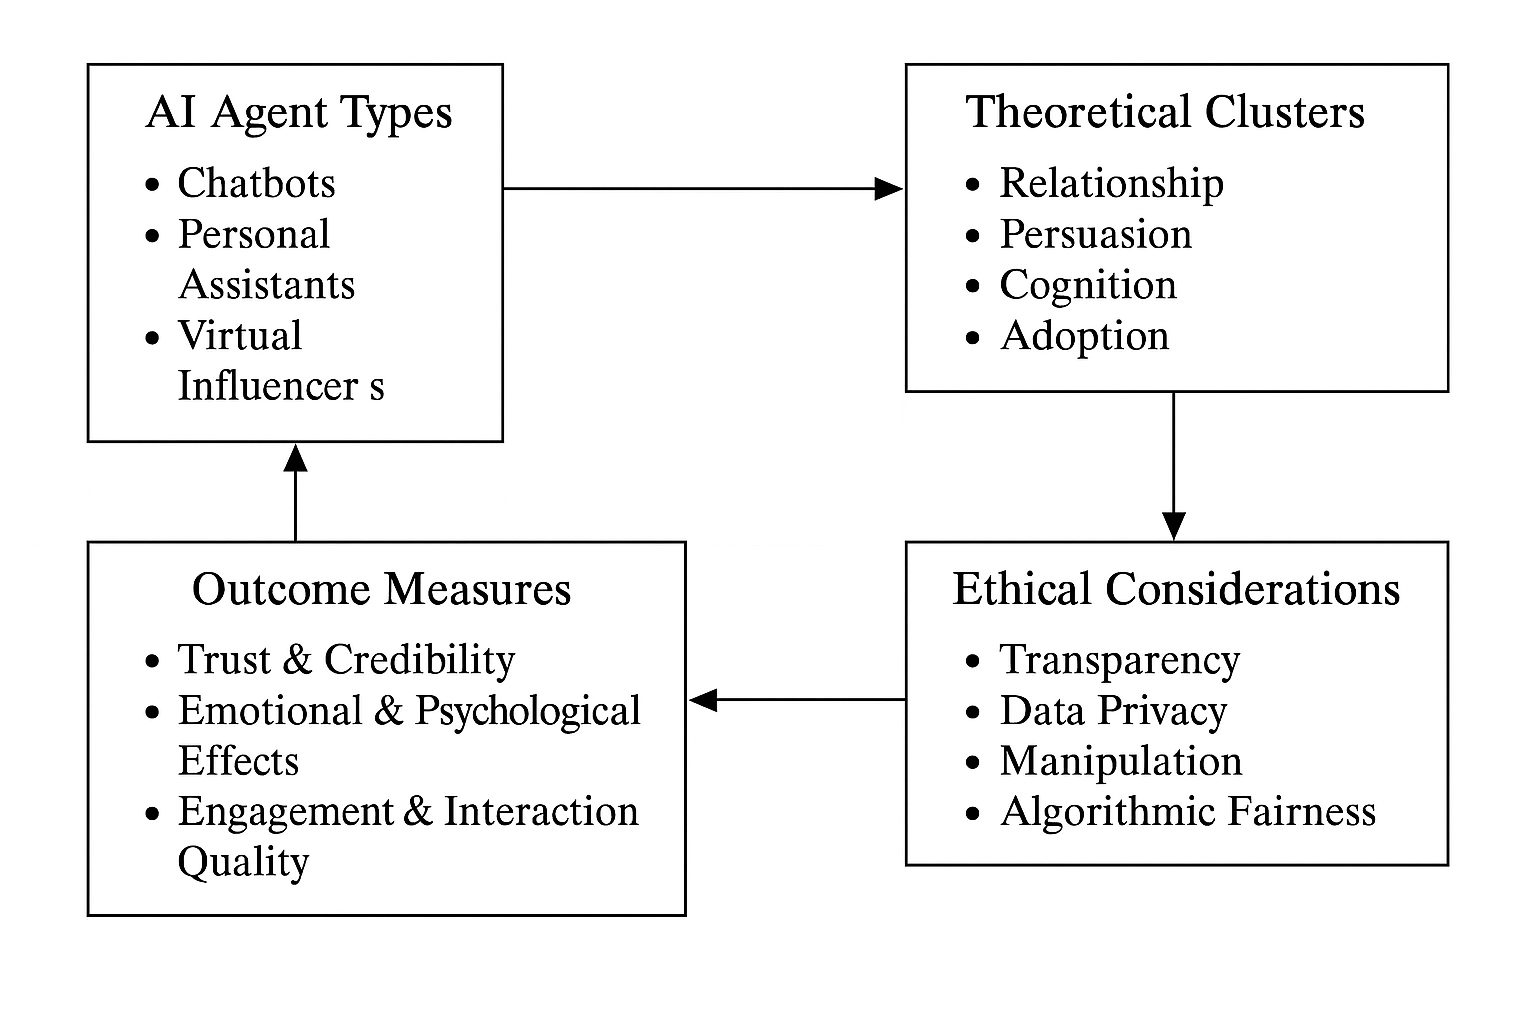 AI Agent Types
• Chatbots
• Personal
Assistants
• Virtual
Influencer s
Theoretical Clusters
• Relationship
• Persuasion
• Cognition
• Adoption
Outcome Measures
• Trust & Credibility
• Emotional & Psychological
Effects
• Engagement & Interaction
Quality
Ethical Considerations
• Transparency
• Data Privacy
• Manipulation
• Algorithmic Fairness